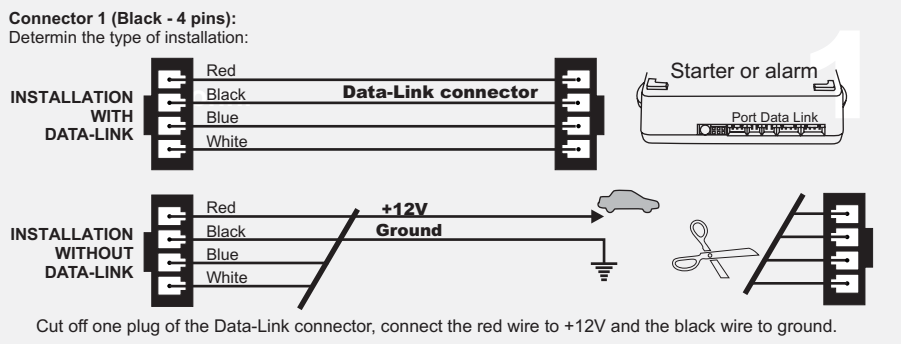 Connector 1 (Black - 4 pins):
Determin the type of installation:
1
INSTALLATION
WITH
DATA-LINK
Red
Black
Blue
White
Data-Link connector
Starter or alarm
Port Data Link
INSTALLATION
WITHOUT
DATA-LINK
Red
Black
Blue
White
+12V
Ground
Cut off one plug of the Data-Link connector, connect the red wire to +12V and the black wire to ground.